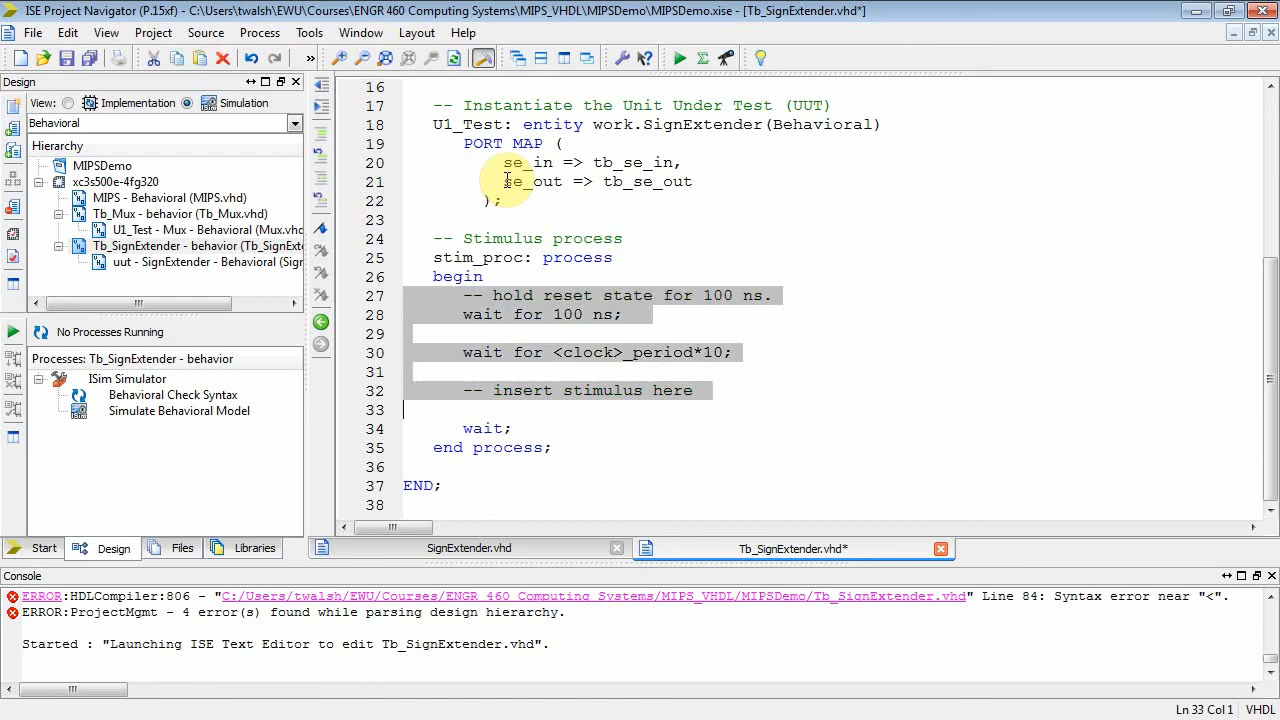 ISE Project Navigator (P.15xf) - C:\Users\twalsh\EWU\Courses\ENGR 460 Computing Systems\MIPS_VHDL\MIPSDemo\MIPSDemo.xise - [Tb_SignExtender.vhd*]
File Edit View Project Source Process Tools Window Layout Help
Design
View: Implementation Simulation
Behavioral
Hierarchy
MIPSDemo
xc3s500e-4fg320
MIPS - Behavioral (MIPS.vhd)
Tb_Mux - behavior (Tb_Mux.vhd)
U1_Test - Mux - Behavioral (Mux.vhd
Tb_SignExtender - behavior (Tb_SignExt
uut - SignExtender - Behavioral (Sign
No Processes Running
Processes: Tb_SignExtender - behavior
ISim Simulator
Behavioral Check Syntax
Simulate Behavioral Model
Start Design Files Libraries
16
17 -- Instantiate the Unit Under Test (UUT)
18 U1_Test: entity work.SignExtender(Behavioral)
19 PORT MAP (
20 se_in => tb_se_in,
21 se_out => tb_se_out
22 );
23
24 -- Stimulus process
25 stim_proc: process
26 begin
27 -- hold reset state for 100 ns.
28 wait for 100 ns;
29
30 wait for <clock>_period*10;
31
32 -- insert stimulus here
33
34 wait;
35 end process;
36
37 END;
38
SignExtender.vhd Tb_SignExtender.vhd*
Console
ERROR:HDLCompiler:806 - "C:/Users/twalsh/EWU/Courses/ENGR 460 Computing Systems/MIPS_VHDL/MIPSDemo/Tb_SignExtender.vhd" Line 84: Syntax error near "<".
ERROR:ProjectMgmt - 4 error(s) found while parsing design hierarchy.
Started : "Launching ISE Text Editor to edit Tb_SignExtender.vhd".
Ln 33 Col 1 VHDL